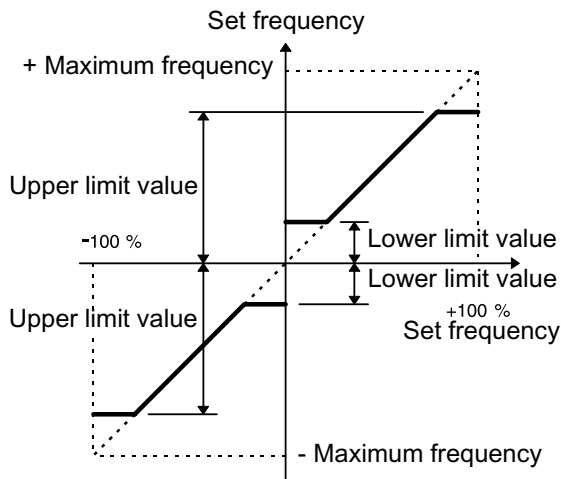 Set frequency
+ Maximum frequency
Upper limit value
-100 %
Lower limit value
Lower limit value
Upper limit value
+100 %
Set frequency
- Maximum frequency